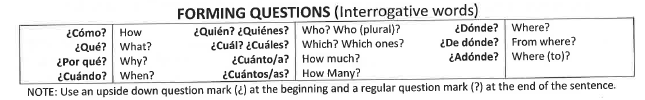 FORMING QUESTIONS (Interrogative words)
¿Cómo? How ¿Quién? ¿Quiénes? Who? Who (plural)? ¿Dónde? Where?
¿Qué? What? ¿Cuál? ¿Cuáles? Which? Which ones? ¿De dónde? From where?
¿Por qué? Why? ¿Cuánto/a? How much? ¿Adónde? Where (to)?
¿Cuándo? When? ¿Cuántos/as? How Many?
NOTE: Use an upside down question mark (¿) at the beginning and a regular question mark (?) at the end of the sentence.